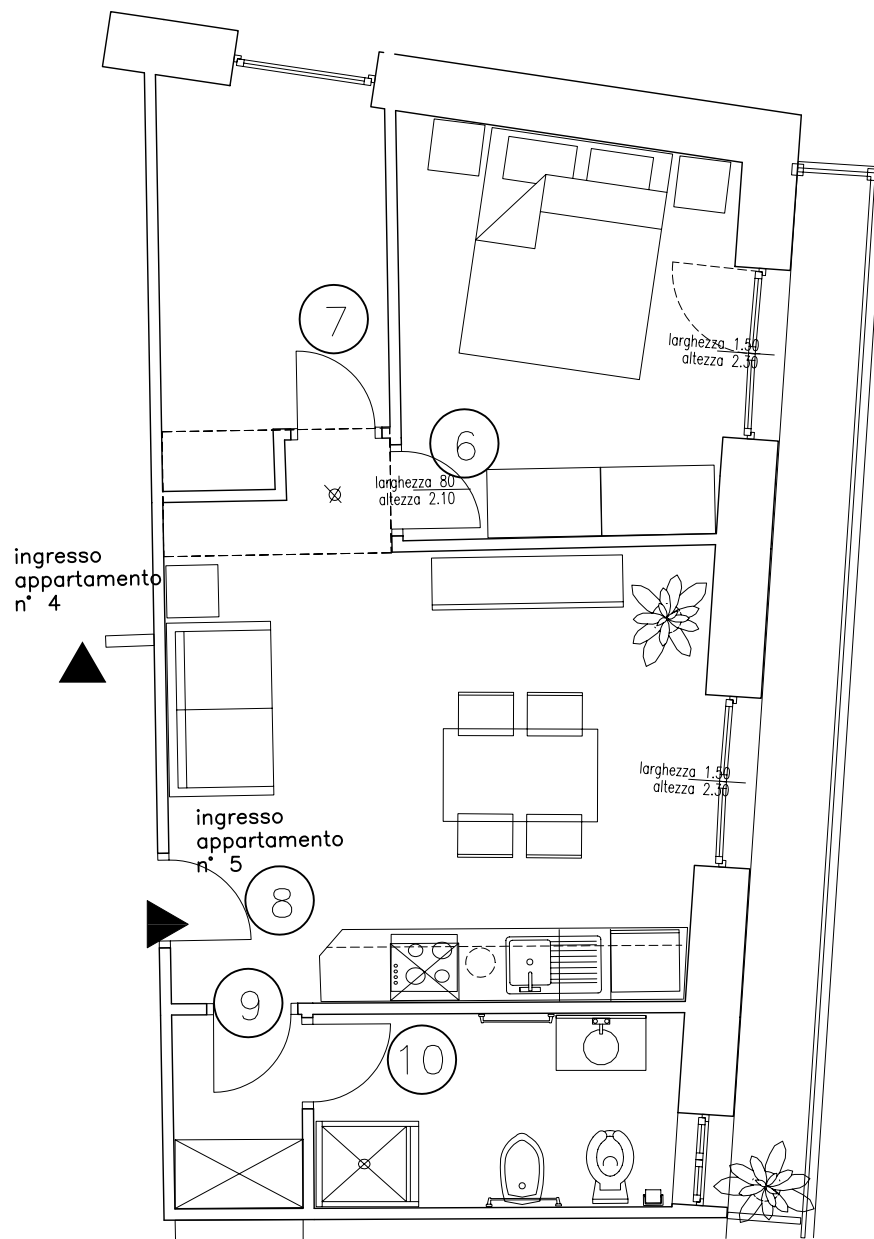 7
larghezza 1.50
altezza 2.30
6
larghezza 80
altezza 2.10
ingresso
appartamento
n° 4
larghezza 1.50
altezza 2.30
ingresso
appartamento
n° 5
8
9
10